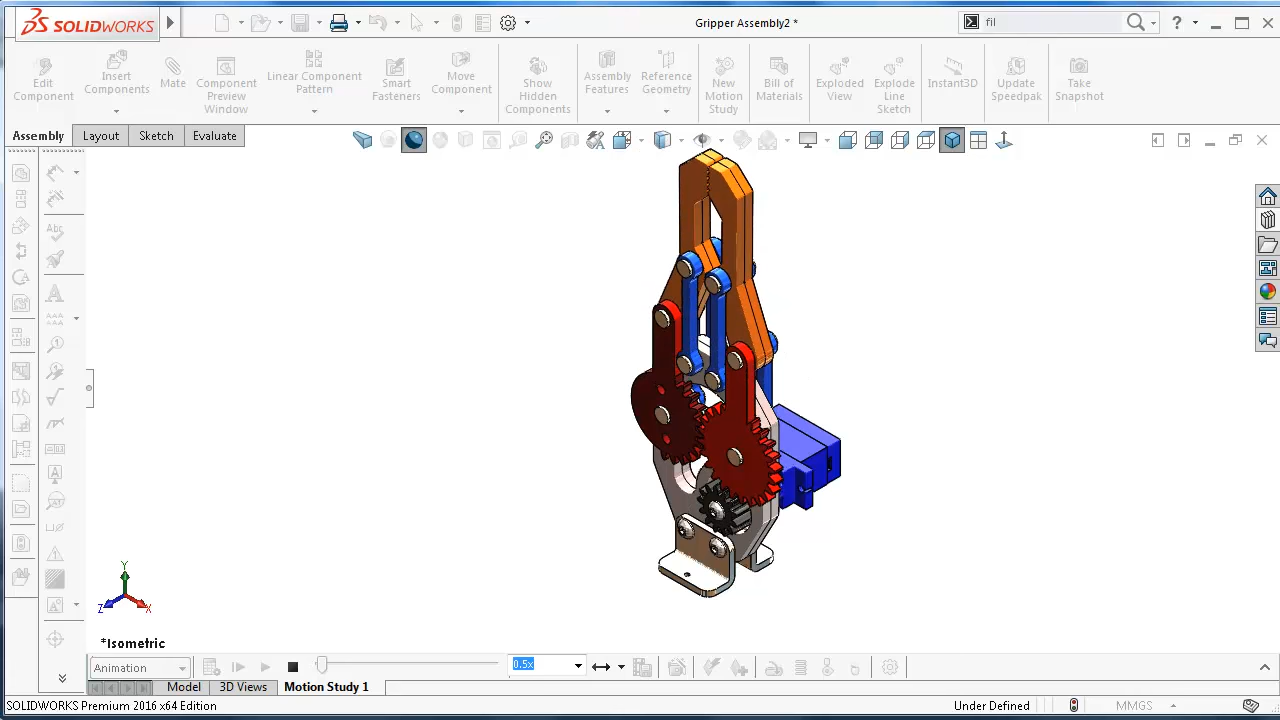 SOLIDWORKS
Gripper Assembly2 *
fil
?
Edit Component
Insert Components
Mate
Component Preview Window
Linear Component Pattern
Smart Fasteners
Move Component
Show Hidden Components
Assembly Features
Reference Geometry
New Motion Study
Bill of Materials
Exploded View
Explode Line Sketch
Instant3D
Update Speedpak
Take Snapshot
Assembly
Layout
Sketch
Evaluate
Abc
A
AAA
Y
Z
X
*Isometric
Animation
0.5x
Model
3D Views
Motion Study 1
SOLIDWORKS Premium 2016 x64 Edition
Under Defined
MMGS